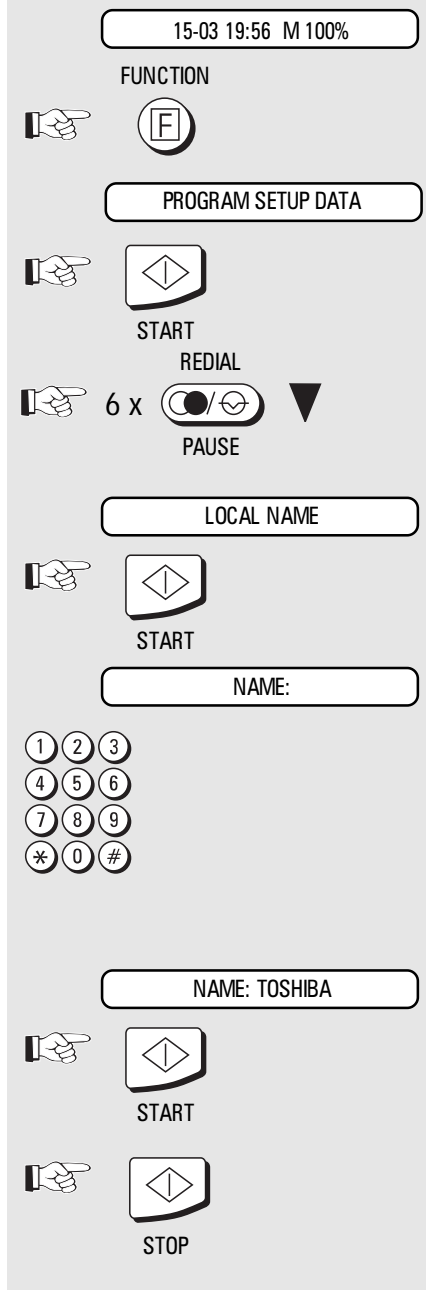 15-03 19:56 M 100%
FUNCTION
F
PROGRAM SETUP DATA
START
REDIAL
6 x
PAUSE
LOCAL NAME
START
NAME:
1 2 3
4 5 6
7 8 9
* 0 #
NAME: TOSHIBA
START
STOP